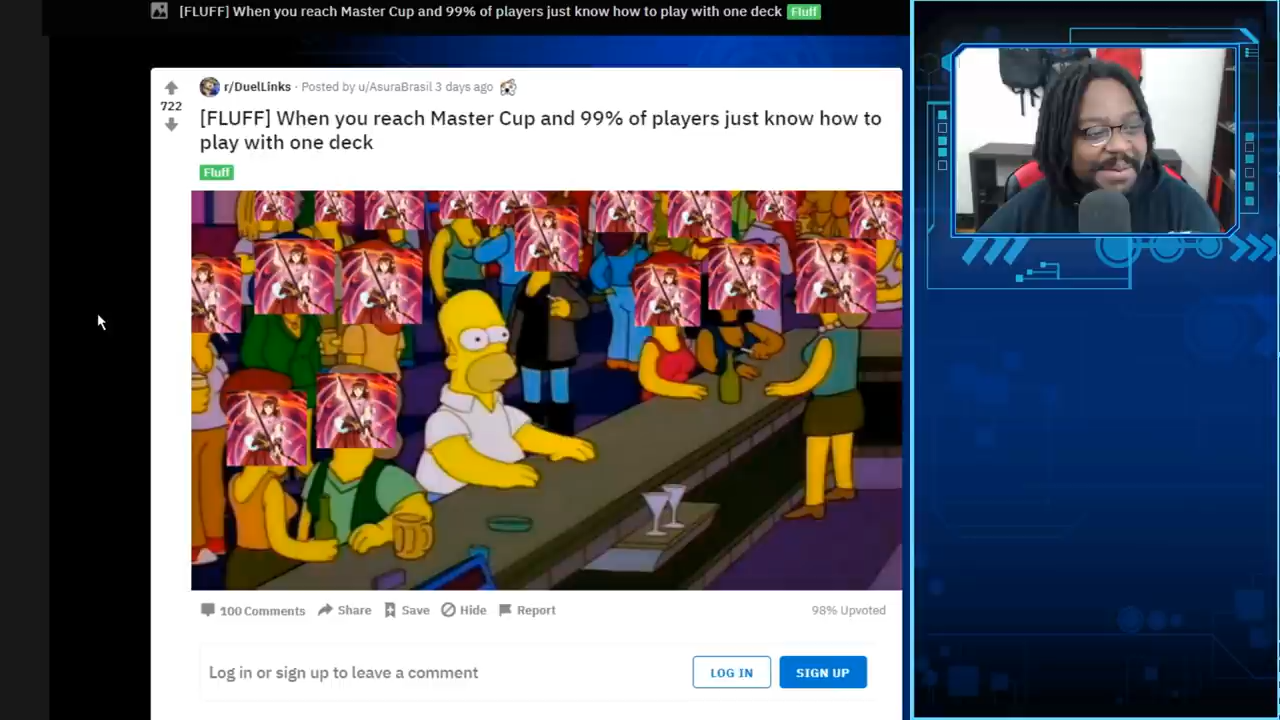 [FLUFF] When you reach Master Cup and 99% of players just know how to play with one deck Fluff
r/DuelLinks · Posted by u/AsuraBrasil 3 days ago
722
[FLUFF] When you reach Master Cup and 99% of players just know how to
play with one deck
Fluff
100 Comments Share Save Hide Report 98% Upvoted
Log in or sign up to leave a comment LOG IN SIGN UP